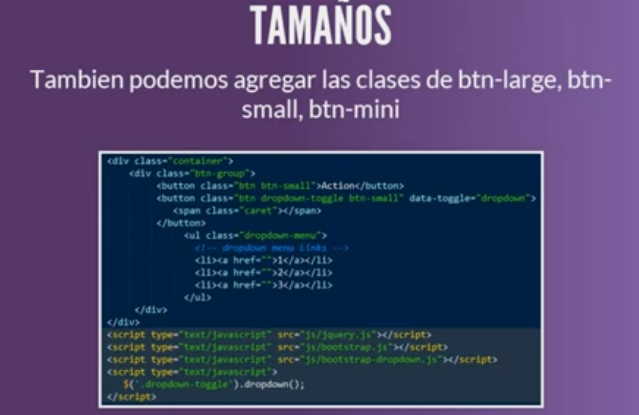 TAMAÑOS
Tambien podemos agregar las clases de btn-large, btn-
small, btn-mini
<div class="container">
<div class="btn-group">
<button class="btn btn-small">Action</button>
<button class="btn dropdown-toggle btn-small" data-toggle="dropdown">
<span class="caret"></span>
</button>
<ul class="dropdown-menu">
<!-- dropdown menu links -->
<li><a href="">1</a></li>
<li><a href="">2</a></li>
<li><a href="">3</a></li>
</ul>
</div>
</div>
<script type="text/javascript" src="js/jquery.js"></script>
<script type="text/javascript" src="js/bootstrap.js"></script>
<script type="text/javascript" src="js/bootstrap-dropdown.js"></script>
<script type="text/javascript">
$('.dropdown-toggle').dropdown();
</script>